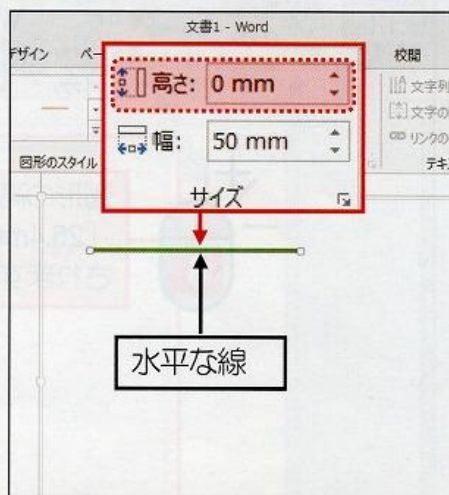 文書1 - Word
デザイン
ペー
校閲
高さ: 0 mm
幅: 50 mm
サイズ
図形のスタイル
文字列
文字の
リンクの
テキ
水平な線